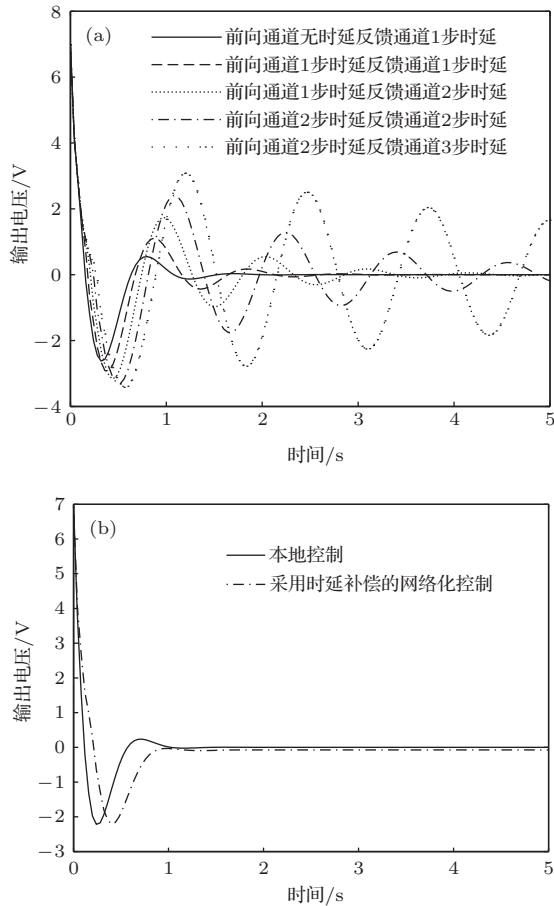 (a)
前向通道无时延反馈通道1步时延
前向通道1步时延反馈通道1步时延
前向通道1步时延反馈通道2步时延
前向通道2步时延反馈通道2步时延
前向通道2步时延反馈通道3步时延
8
4
0
−2
−4
输出电压/V
0
1
2
3
4
5
时间/s
(b)
本地控制
采用时延补偿的网络化控制
7
6
5
4
3
2
1
0
−1
−2
−3
输出电压/V
0
1
2
3
4
5
时间/s